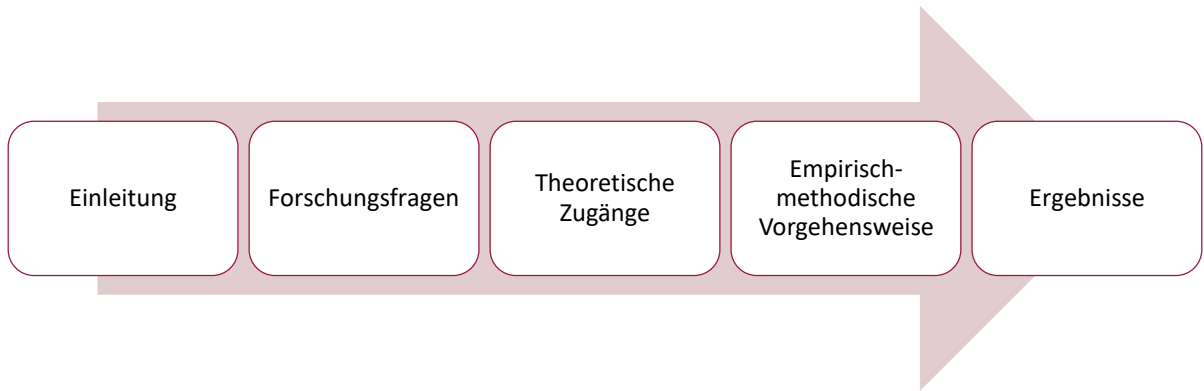 Einleitung
Forschungsfragen
Theoretische
Zugänge
Empirisch-
methodische
Vorgehensweise
Ergebnisse